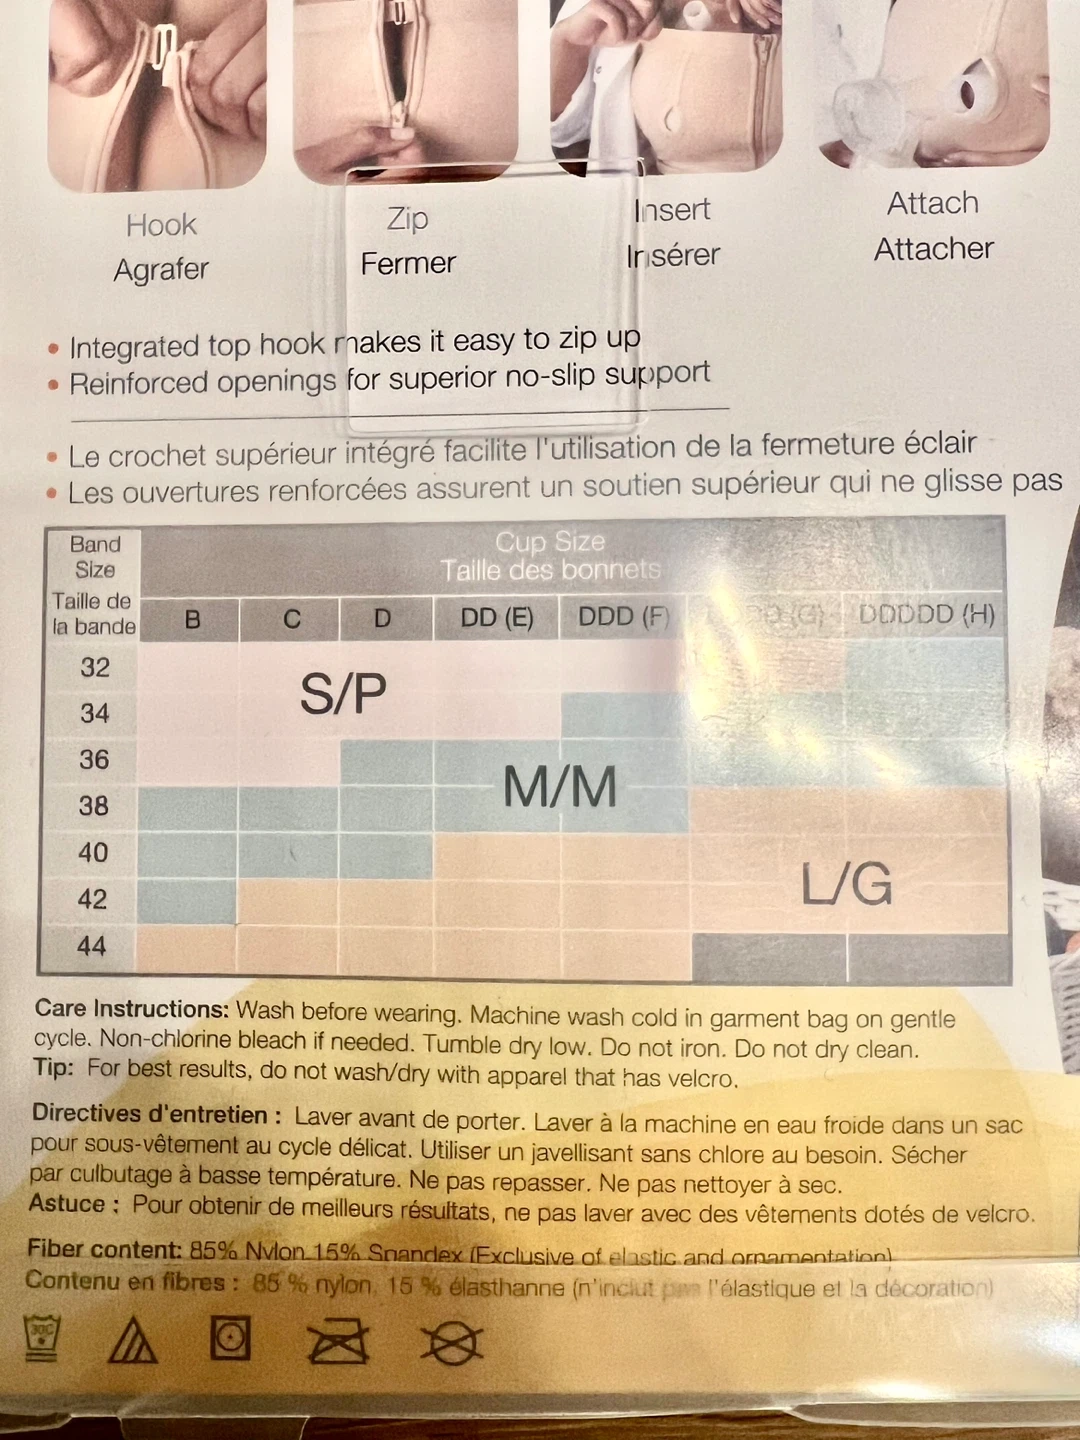 Hook
Agrafer
Zip
Fermer
Insert
Insérer
Attach
Attacher
• Integrated top hook makes it easy to zip up
• Reinforced openings for superior no-slip support
• Le crochet supérieur intégré facilite l'utilisation de la fermeture éclair
• Les ouvertures renforcées assurent un soutien supérieur qui ne glisse pas
Band
Size
Taille de
la bande
Cup Size
Taille des bonnets
B C D DD (E) DDD (F) DDDD (G) DDDDD (H)
32
34
36
38
40
42
44
S/P
M/M
L/G
Care Instructions: Wash before wearing. Machine wash cold in garment bag on gentle
cycle. Non-chlorine bleach if needed. Tumble dry low. Do not iron. Do not dry clean.
Tip: For best results, do not wash/dry with apparel that has velcro.
Directives d'entretien : Laver avant de porter. Laver à la machine en eau froide dans un sac
pour sous-vêtement au cycle délicat. Utiliser un javellisant sans chlore au besoin. Sécher
par culbutage à basse température. Ne pas repasser. Ne pas nettoyer à sec.
Astuce : Pour obtenir de meilleurs résultats, ne pas laver avec des vêtements dotés de velcro.
Fiber content: 85% Nylon 15% Spandex (Exclusive of elastic and ornamentation)
Contenu en fibres : 85 % nylon, 15 % élasthanne (n'inclut pas l'élastique et la décoration)
30C